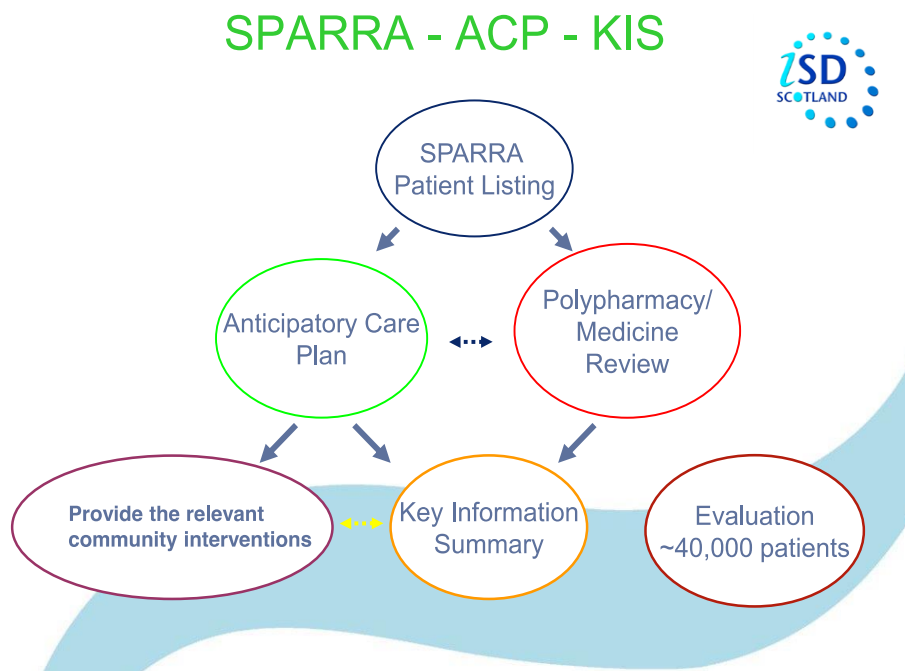 SPARRA - ACP - KIS
iSD
SCOTLAND
SPARRA
Patient Listing
Anticipatory Care
Plan
Polypharmacy/
Medicine
Review
Provide the relevant
community interventions
Key Information
Summary
Evaluation
~40,000 patients